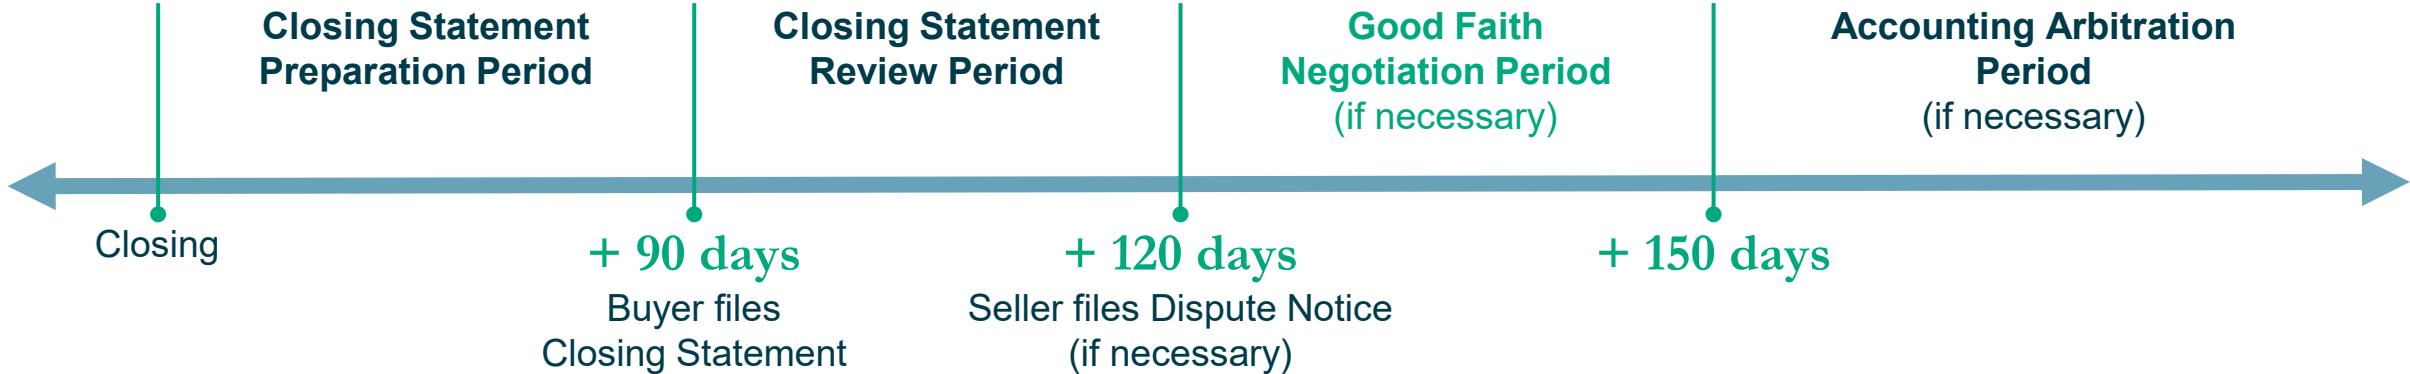 Closing Statement
Preparation Period
Closing Statement
Review Period
Good Faith
Negotiation Period
(if necessary)
Accounting Arbitration
Period
(if necessary)
Closing
+ 90 days
Buyer files
Closing Statement
+ 120 days
Seller files Dispute Notice
(if necessary)
+ 150 days